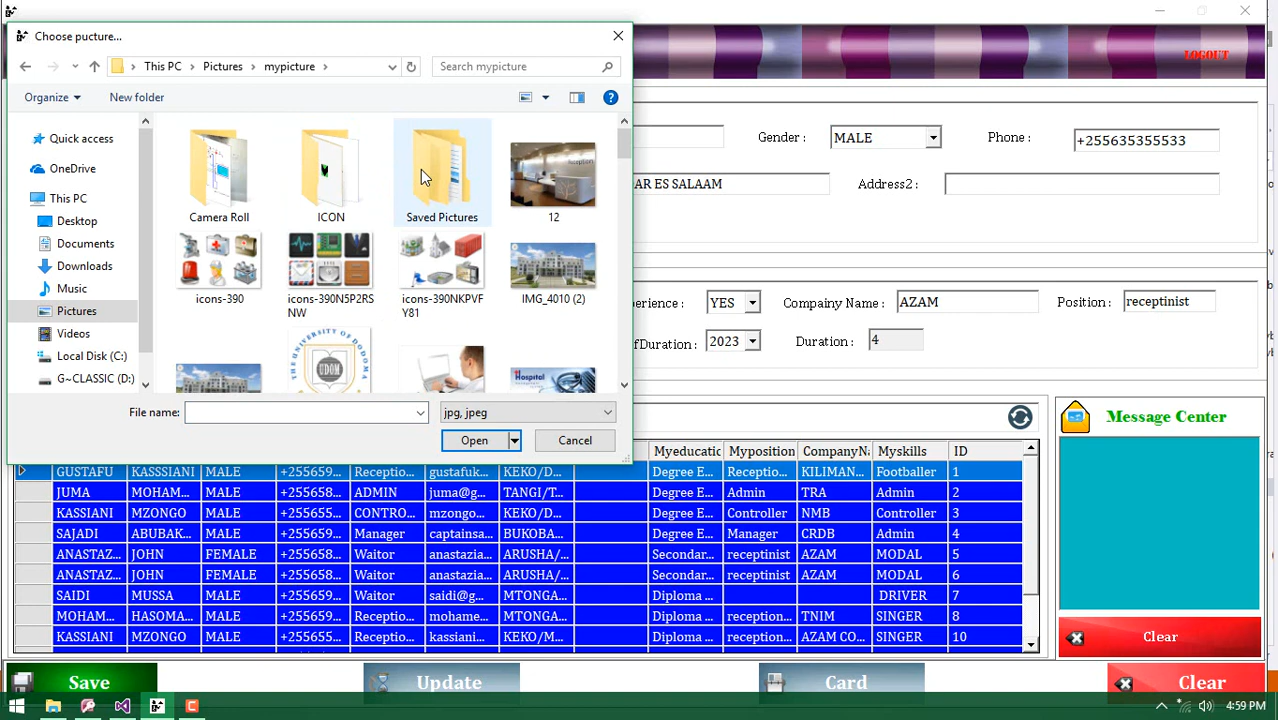 Choose pucture...
This PC
Pictures
mypicture
Search mypicture
LOGOUT
Organize
New folder
Quick access
OneDrive
This PC
Desktop
Documents
Downloads
Music
Pictures
Videos
Local Disk (C:)
G~CLASSIC (D:)
Camera Roll
ICON
Saved Pictures
12
icons-390
icons-390N5P2RS
NW
icons-390NKPVF
Y81
IMG_4010 (2)
File name:
jpg, jpeg
Open
Cancel
Gender :
MALE
Phone :
+255635355533
AR ES SALAAM
Address2 :
YES
Compainy Name :
AZAM
Position :
receptinist
fDuration :
2023
Duration :
4
Message Center
Myeducatic
Myposition
CompanyNa
Myskills
ID
GUSTAFU KASSSIANI MALE +255659... Receptio... gustafuk... KEKO/D... Degree E... Receptio... KILIMAN... Footballer 1
JUMA MOHAM... MALE +255658... ADMIN juma@g... TANGI/T... Degree E... Admin TRA Admin 2
KASSIANI MZONGO MALE +255659... CONTRO... mzongo... KEKO/D... Degree E... Controller NMB Controller 3
SAJADI ABUBAK... MALE +255659... Manager captainsa... BUKOBA... Degree E... Controller CRDB Admin 4
ANASTAZ... JOHN FEMALE +255655... Waitor anastazia... ARUSHA/... Secondar... receptinist AZAM MODAL 5
ANASTAZ... JOHN FEMALE +255655... Waitor anastazia... ARUSHA/... Secondar... receptinist AZAM MODAL 6
SAIDI MUSSA MALE +255658... Waitor saidi@g... MTONGA... Diploma ... DRIVER 7
MOHAM... HASOMA... MALE +255658... Receptio... mohame... MTONGA... Diploma ... reception... TNIM SINGER 8
KASSIANI MZONGO MALE +255655... Receptio... kassiani... KEKO/M... Diploma ... reception... AZAM CO... SINGER 10
Clear
Save
Update
Card
Clear
4:59 PM